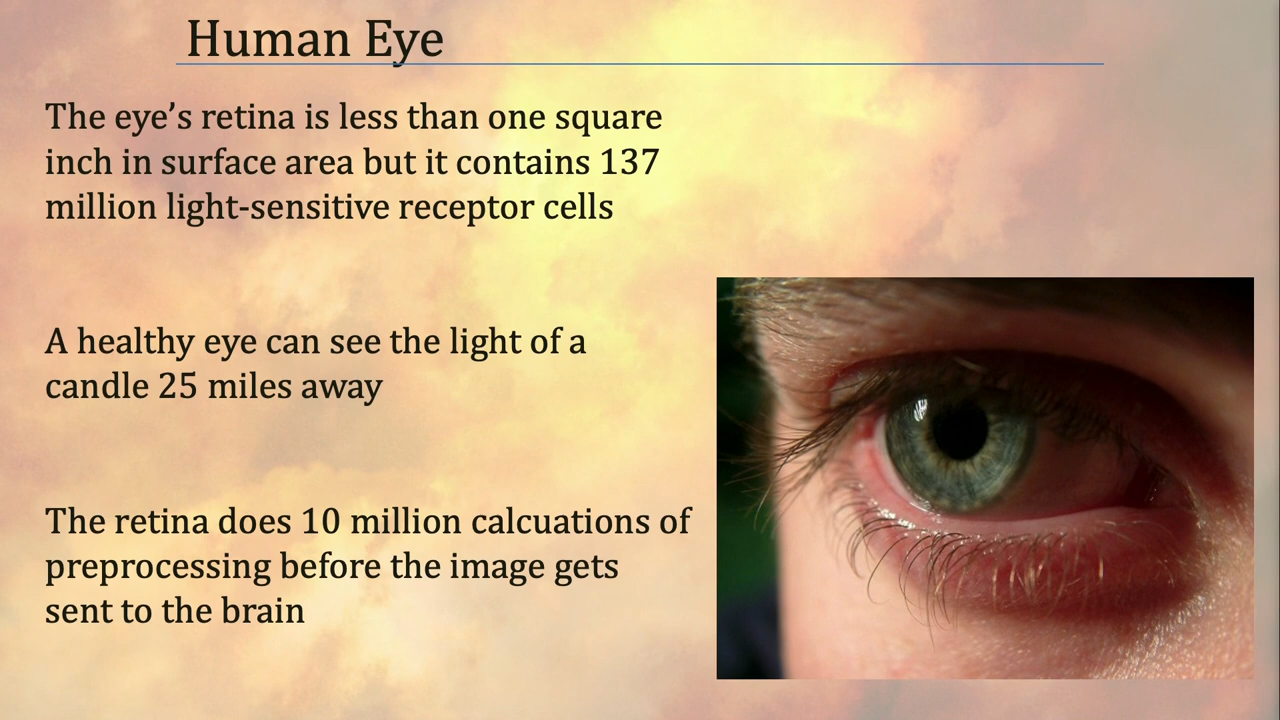 Human Eye
The eye’s retina is less than one square
inch in surface area but it contains 137
million light-sensitive receptor cells
A healthy eye can see the light of a
candle 25 miles away
The retina does 10 million calcuations of
preprocessing before the image gets
sent to the brain